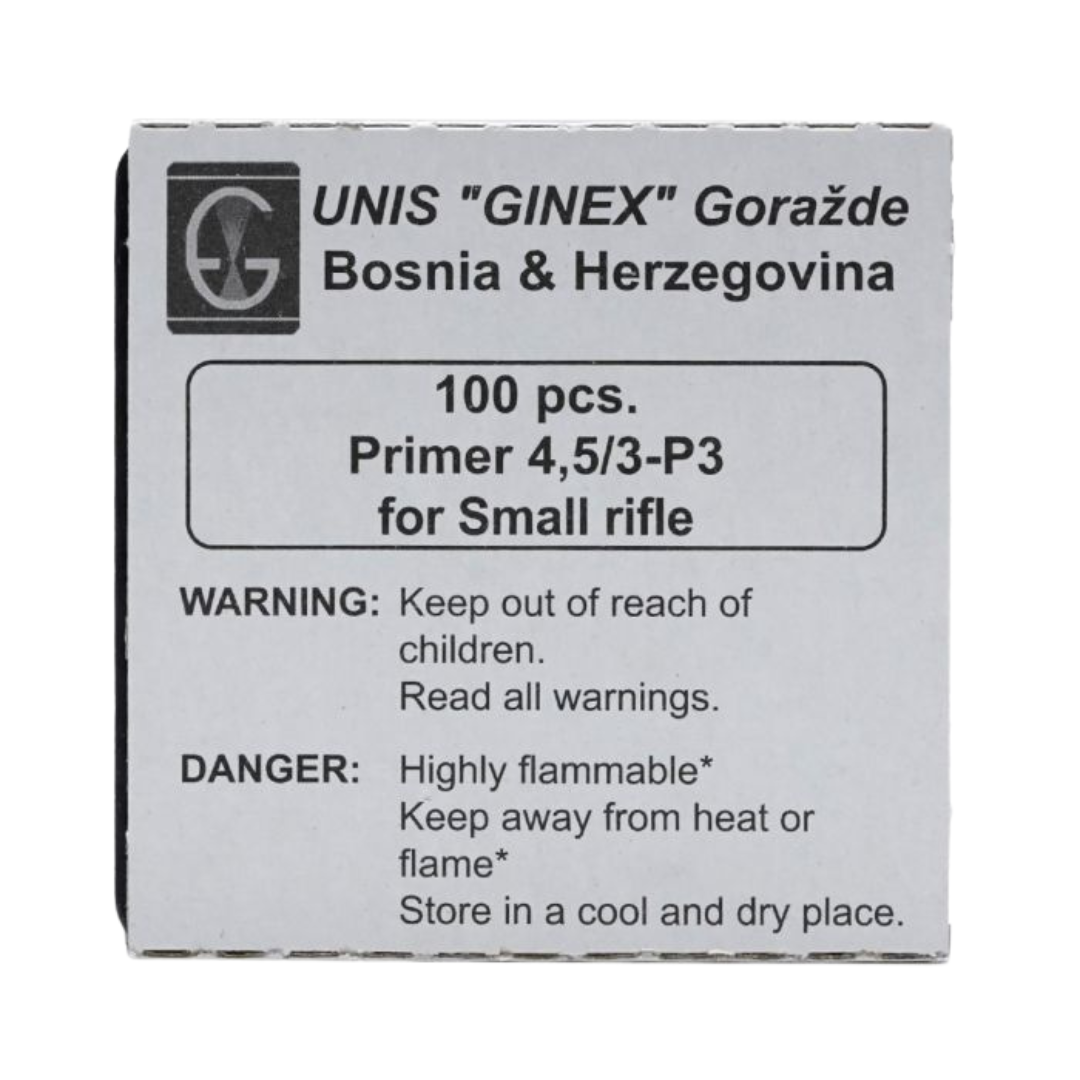 UNIS "GINEX" Goražde
Bosnia & Herzegovina
100 pcs.
Primer 4,5/3-P3
for Small rifle
WARNING: Keep out of reach of
children.
Read all warnings.
DANGER: Highly flammable*
Keep away from heat or
flame*
Store in a cool and dry place.